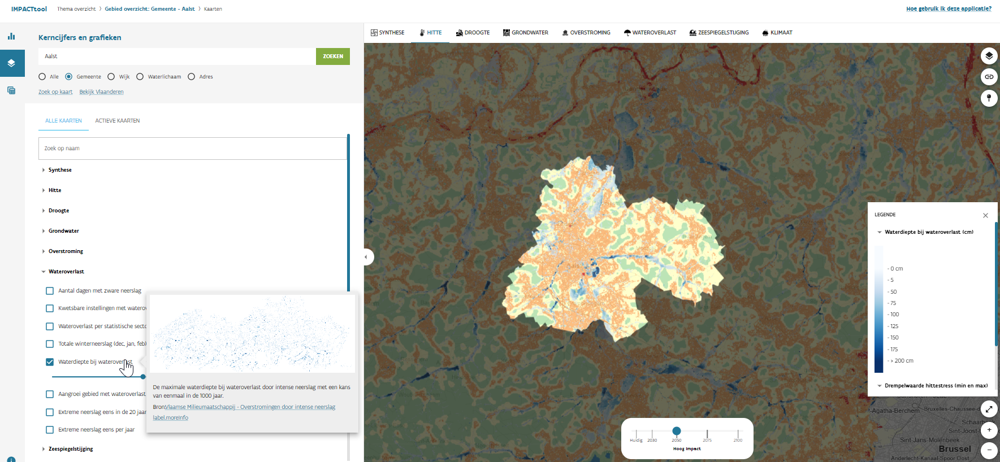 IMPACTtool
Thema overzicht > Gebied overzicht: Gemeente - Aalst > Kaarten
Hoe gebruik ik deze applicatie?
Kerncijfers en grafieken
Aalst
ZOEKEN
Alle
Gemeente
Wijk
Waterlichaam
Adres
Zoek op kaart
Bekijk Vlaanderen
ALLE KAARTEN
ACTIEVE KAARTEN
Zoek op naam
Synthese
Hitte
Droogte
Grondwater
Overstroming
Wateroverlast
Aantal dagen met zware neerslag
Kwetsbare instellingen met waterov
Wateroverlast per statistische secto
Totale winterneerslag (dec, jan, feb)
Waterdiepte bij wateroverlast
Aangroei gebied met wateroverlast
Extreme neerslag eens in de 20 jaar
Extreme neerslag eens per jaar
Zeespiegelstijging
De maximale waterdiepte bij wateroverlast door intense neerslag met een kans
van eenmaal in de 1000 jaar.
Bron:Vlaamse Milieumaatschappij - Overstromingen door intense neerslag
label.moreInfo
SYNTHESE
HITTE
DROOGTE
GRONDWATER
OVERSTROMING
WATEROVERLAST
ZEESPIEGELSTIJGING
KLIMAAT
Aalst
LEGENDE
Waterdiepte bij wateroverlast (cm)
- 0 cm
- 5
- 50
- 75
- 100
- 125
- 150
- 175
- > 200 cm
Drempelwaarde hittestress (min en max)
t-Agatha-Berchem
Bruxelles-Chaussee-d
Schaarb
Sint-Joost-t
Sint-Jans-Molenbeek
Brussel
Anderlecht-Kanaal-Spoor Oost
Huidig
2030
2050
2075
2100
Hoog Impact